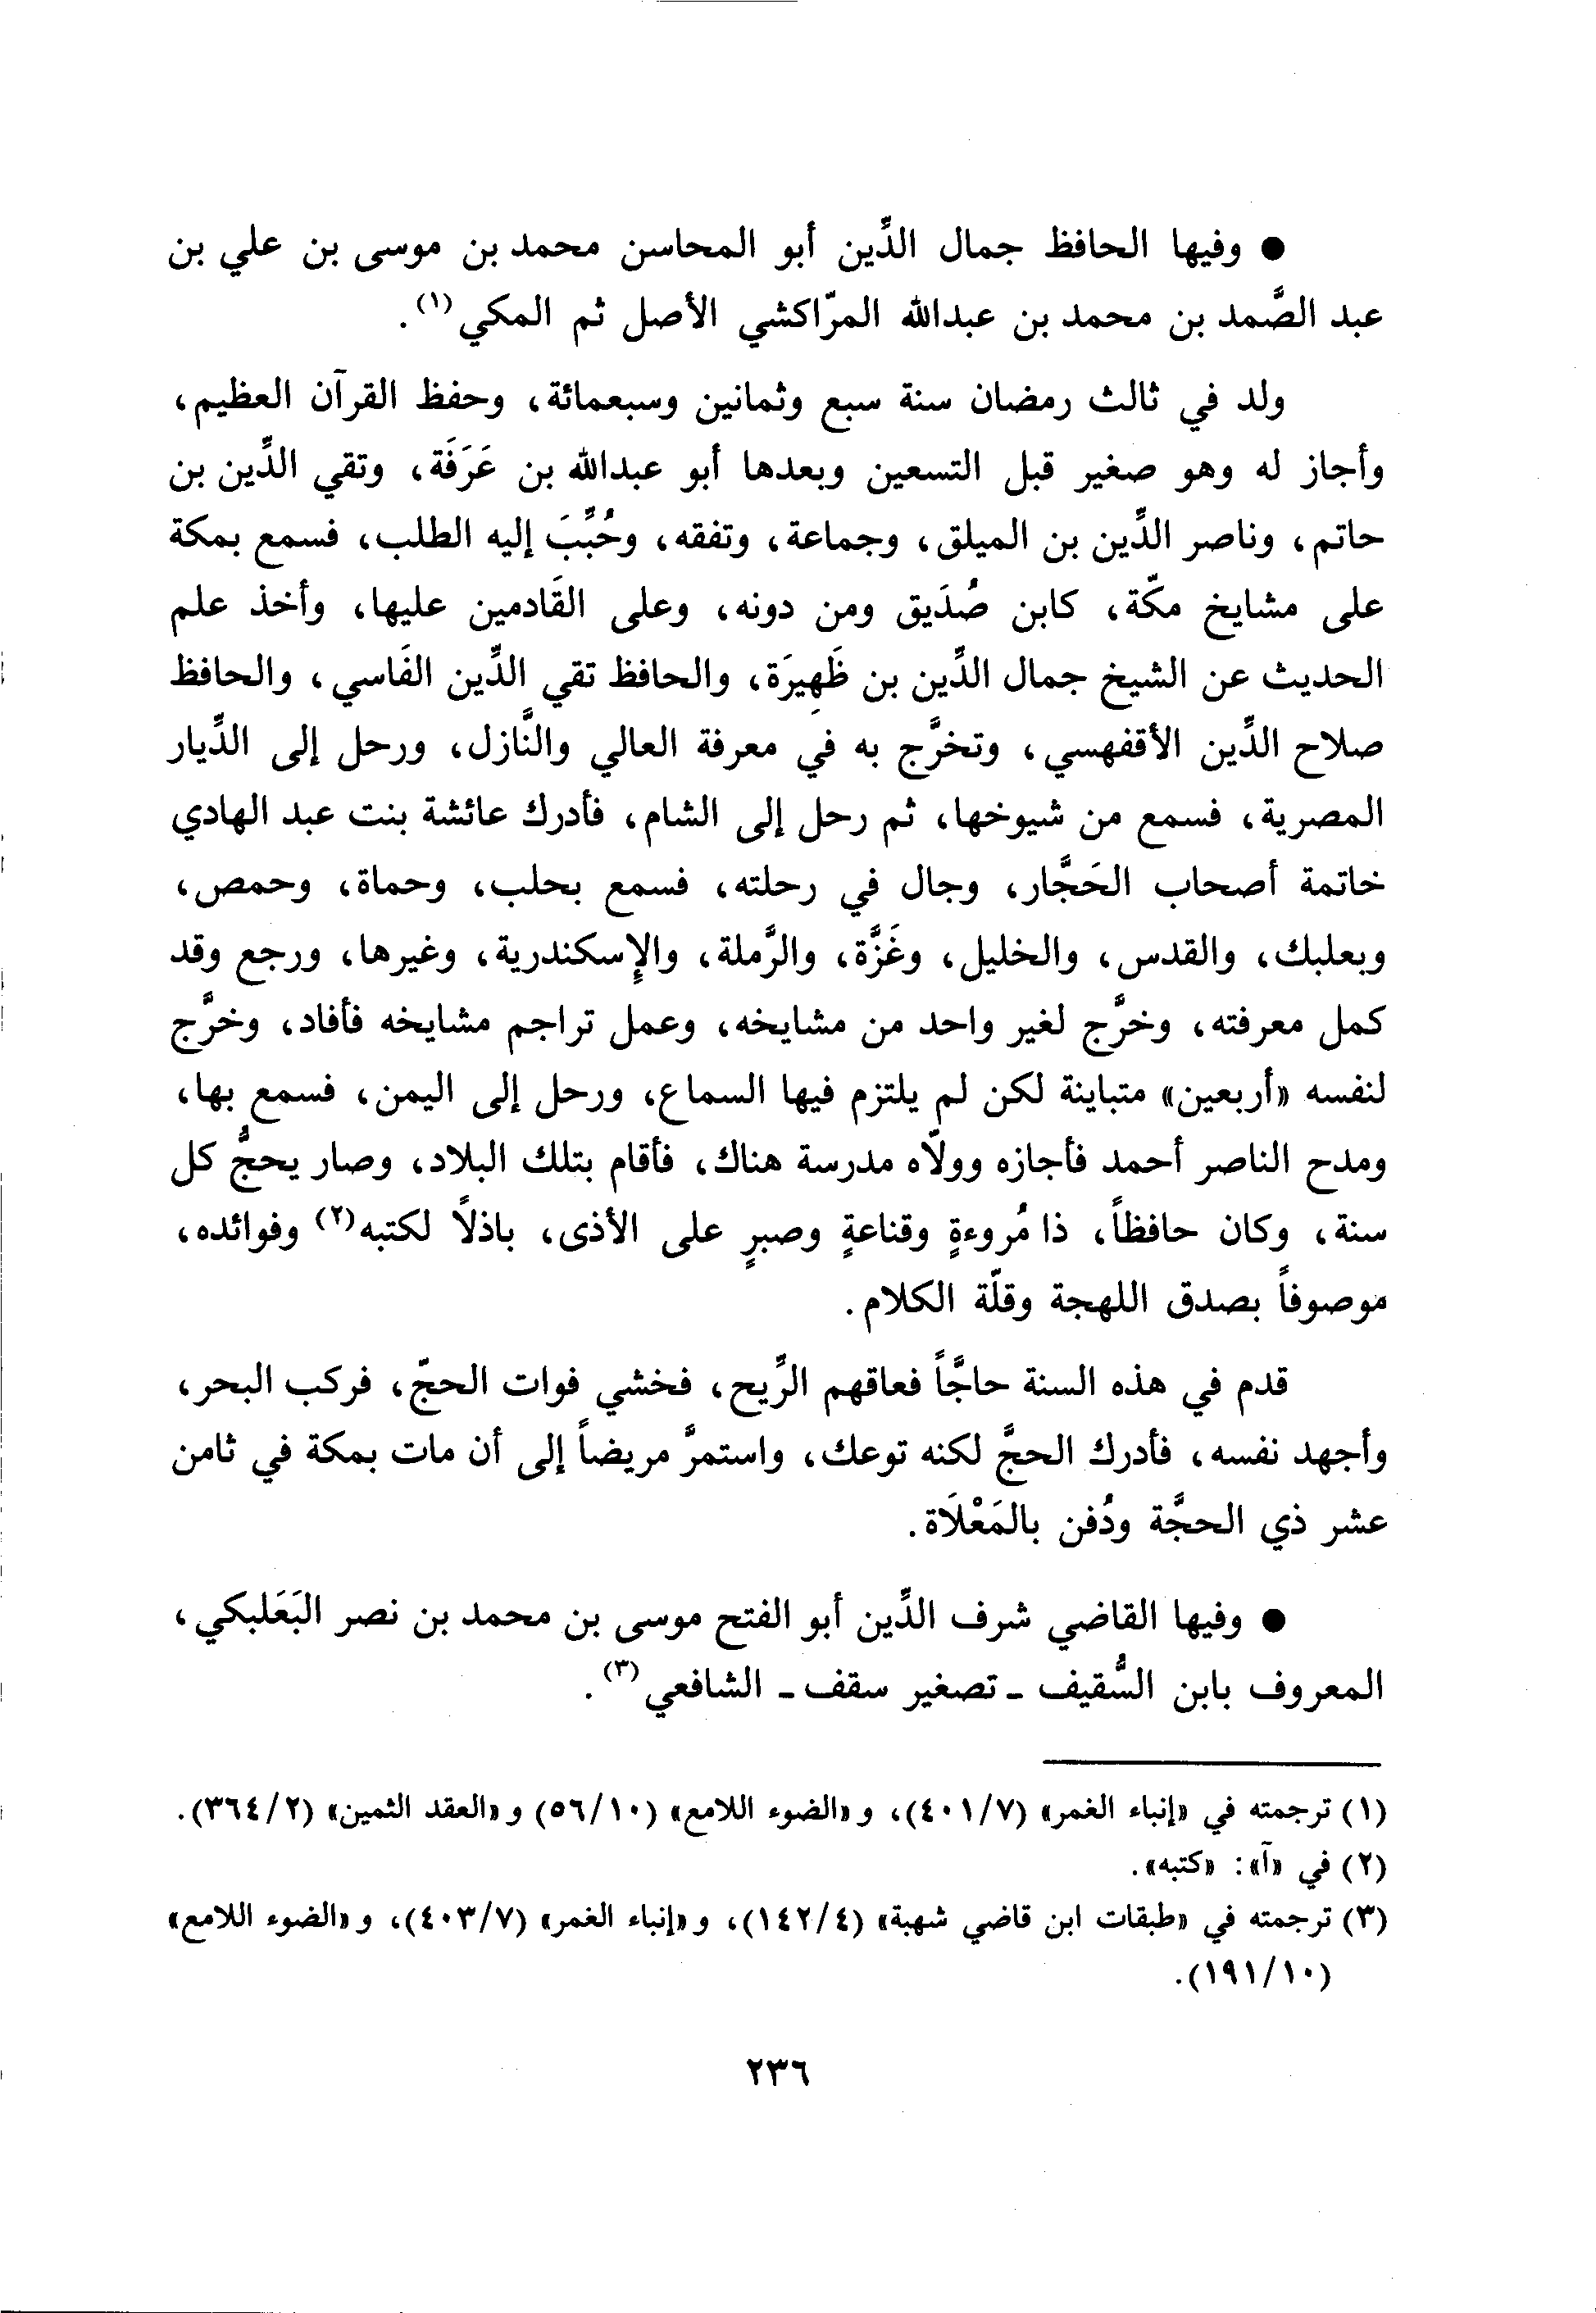 ● وفيها الحافظ جمال الدِّين أبو المحاسن محمد بن موسى بن علي بن
عبد الصَّمد بن محمد بن عبدالله المرّاكشي الأصل ثم المكي(١).
ولد في ثالث رمضان سنة سبع وثمانين وسبعمائة، وحفظ القرآن العظيم،
وأجاز له وهو صغير قبل التسعين وبعدها أبو عبدالله بن عَرَفَة، وتقي الدِّين بن
حاتم، وناصر الدِّين بن الميلق، وجماعة، وتفقه، وحُبِّبَ إليه الطلب، فسمع بمكة
على مشايخ مكّة، كابن صُدَيق ومن دونه، وعلى القَادمين عليها، وأخذ علم
الحديث عن الشيخ جمال الدِّين بن ظَهِيرَة، والحافظ تقي الدِّين الفَاسي، والحافظ
صلاح الدِّين الأقفهسي، وتخرَّج به في معرفة العالي والنَّازل، ورحل إلى الدِّيار
المصرية، فسمع من شيوخها، ثم رحل إلى الشام، فأدرك عائشة بنت عبد الهادي
خاتمة أصحاب الحَجَّار، وجال في رحلته، فسمع بحلب، وحماة، وحمص،
وبعلبك، والقدس، والخليل، وغَزَّة، والرَّملة، والإسكندرية، وغيرها، ورجع وقد
كمل معرفته، وخرَّج لغير واحد من مشايخه، وعمل تراجم مشايخه فأفاد، وخرَّج
لنفسه «أربعين» متباينة لكن لم يلتزم فيها السماع، ورحل إلى اليمن، فسمع بها،
ومدح الناصر أحمد فأجازه وولاّه مدرسة هناك، فأقام بتلك البلاد، وصار يحجُّ كل
سنة، وكان حافظاً، ذا مُروءةٍ وقناعةٍ وصبرٍ على الأذى، باذلاً لكتبه(٢) وفوائده،
موصوفاً بصدق اللهجة وقلّة الكلام.
قدم في هذه السنة حاجَّاً فعاقهم الرِّيح، فخشي فوات الحجّ، فركب البحر،
وأجهد نفسه، فأدرك الحجَّ لكنه توعك، واستمرَّ مريضاً إلى أن مات بمكة في ثامن
عشر ذي الحجَّة ودُفن بالمَعْلَاة.
● وفيها القاضي شرف الدِّين أبو الفتح موسى بن محمد بن نصر البَعَلبكي،
المعروف بابن السُّقيف ـ تصغير سقف ـ الشافعي(٣).
(١) ترجمته في «إنباء الغمر» (٤٠١/٧)، و «الضوء اللامع» (٥٦/١٠) و «العقد الثمين» (٣٦٤/٢).
(٢) في «آ»: «كتبه».
(٣) ترجمته في «طبقات ابن قاضي شهبة» (١٤٢/٤)، و «إنباء الغمر» (٤٠٣/٧)، و «الضوء اللامع»
(١٩١/١٠).
٢٣٦